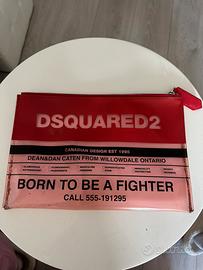 DSQUARED2
CANADIAN DESIGN EST 1995
DEAN&DAN CATEN FROM WILLOWDALE ONTARIO
BORN TO BE A FIGHTER
CALL 555-191295